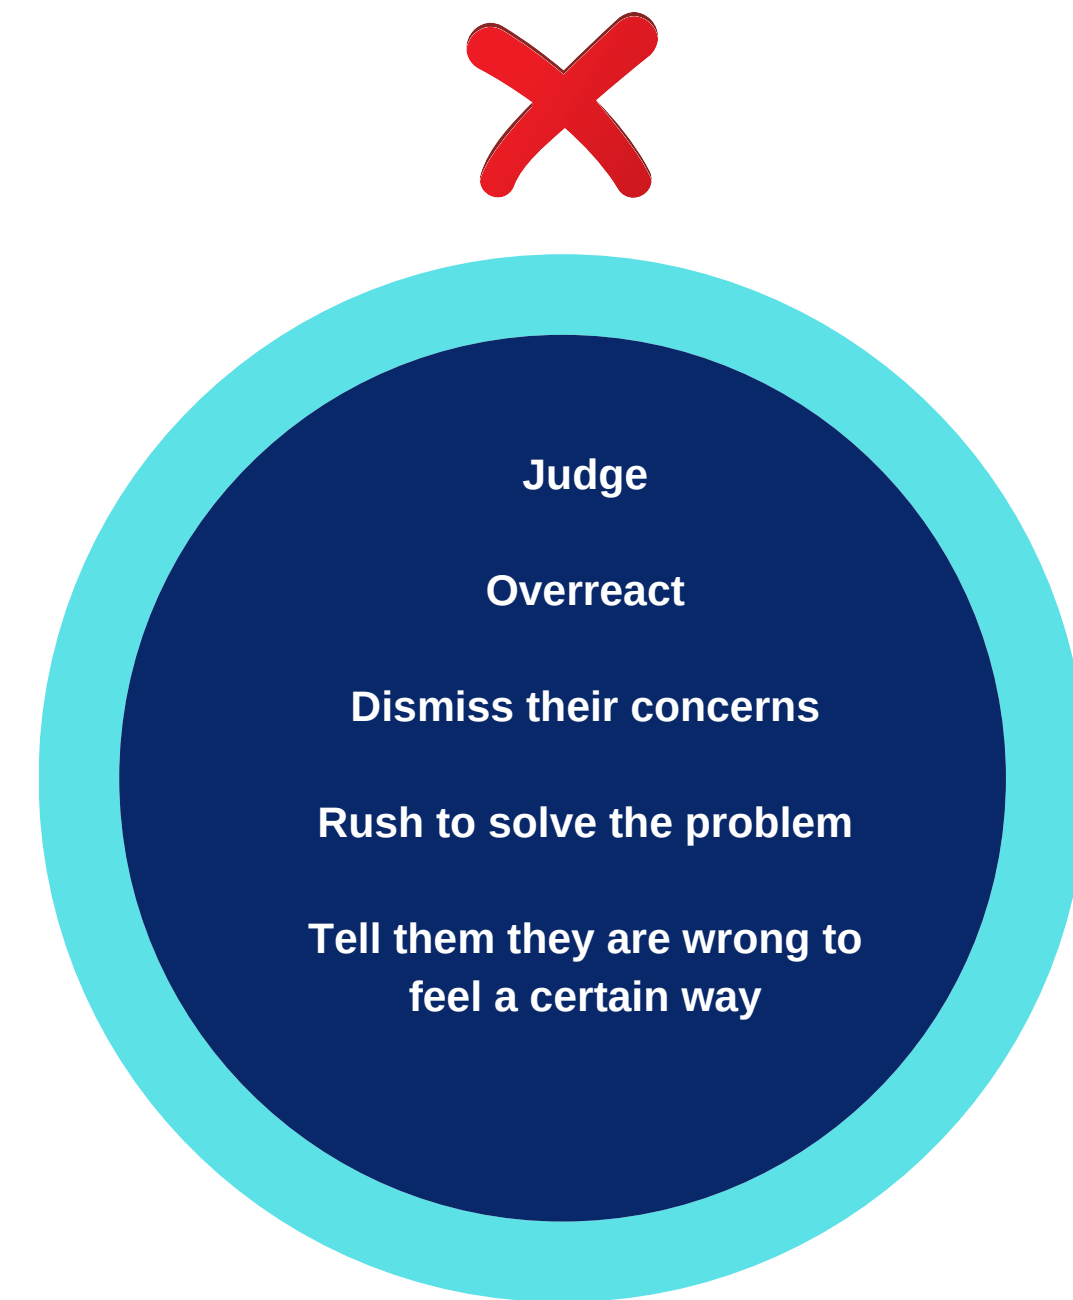 Judge
Overreact
Dismiss their concerns
Rush to solve the problem
Tell them they are wrong to
feel a certain way